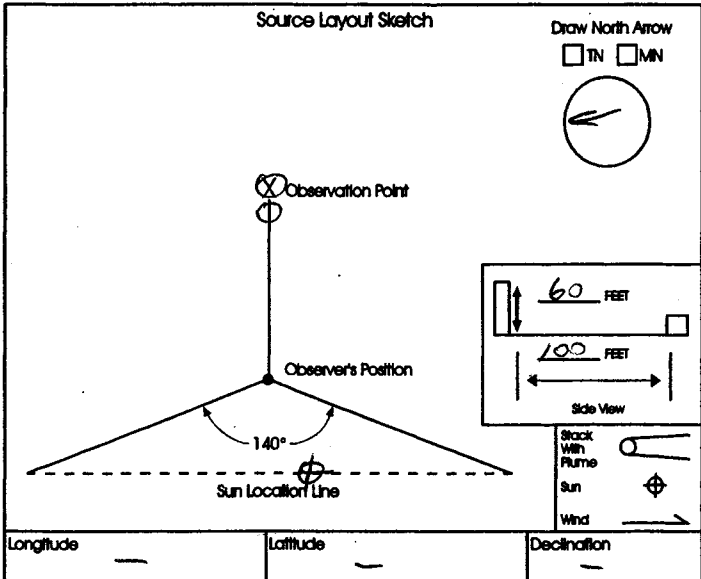 Source Layout Sketch
Draw North Arrow
TN MN
X Observation Point
60 FEET
100 FEET
Side View
Observer's Position
140°
Sun Location Line
Stack
With
Plume
Sun
Wind
Longitude — Latitude — Declination —